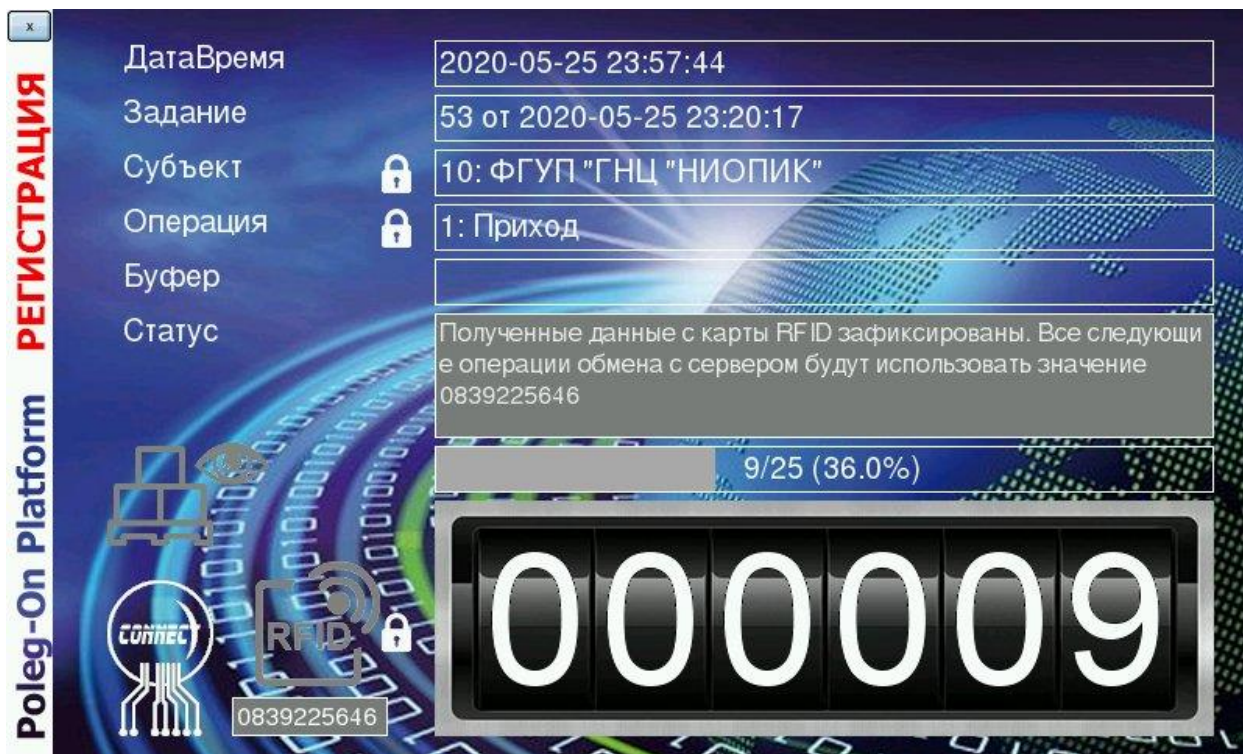 x
Poleg-On Platform РЕГИСТРАЦИЯ
ДатаВремя
2020-05-25 23:57:44
Задание
53 от 2020-05-25 23:20:17
Субъект
10: ФГУП "ГНЦ "НИОПИК"
Операция
1: Приход
Буфер
Статус
Полученные данные с карты RFID зафиксированы. Все следующи
е операции обмена с сервером будут использовать значение
0839225646
9/25 (36.0%)
000009
CONNECT
RFID
0839225646